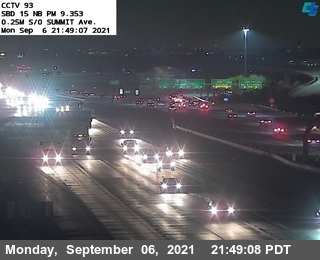 CCTV 93
SBD 15 NB PM 9.353
0.25M S/O SUMMIT Ave.
Mon Sep  6 21:49:07 2021
Monday, September 06, 2021  21:49:08 PDT